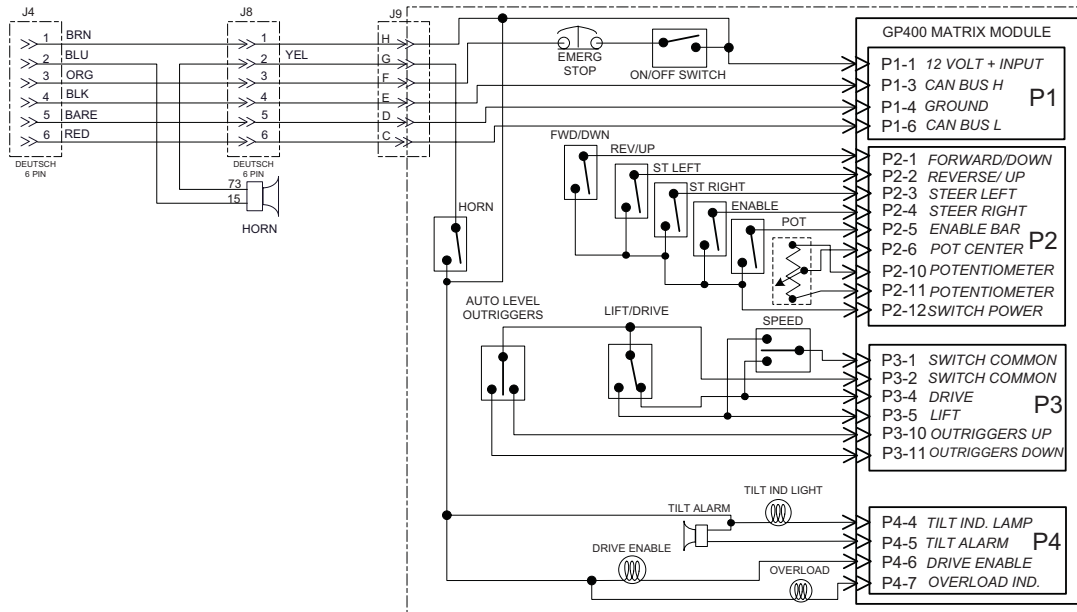 J4
J8
J9
GP400 MATRIX MODULE
1 BRN
2 BLU
3 ORG
4 BLK
5 BARE
6 RED
DEUTSCH
6 PIN
1
2 YEL
3
4
5
6
DEUTSCH
6 PIN
H
G
F
E
D
C
73
15
HORN
EMERG
STOP
ON/OFF SWITCH
P1-1 12 VOLT + INPUT
P1-3 CAN BUS H
P1-4 GROUND
P1-6 CAN BUS L
P1
FWD/DWN
REV/UP
ST LEFT
ST RIGHT
ENABLE
POT
HORN
P2-1 FORWARD/DOWN
P2-2 REVERSE/ UP
P2-3 STEER LEFT
P2-4 STEER RIGHT
P2-5 ENABLE BAR
P2-6 POT CENTER
P2-10 POTENTIOMETER
P2-11 POTENTIOMETER
P2-12 SWITCH POWER
P2
AUTO LEVEL
OUTRIGGERS
LIFT/DRIVE
SPEED
P3-1 SWITCH COMMON
P3-2 SWITCH COMMON
P3-4 DRIVE
P3-5 LIFT
P3-10 OUTRIGGERS UP
P3-11 OUTRIGGERS DOWN
P3
TILT IND LIGHT
TILT ALARM
DRIVE ENABLE
OVERLOAD
P4-4 TILT IND. LAMP
P4-5 TILT ALARM
P4-6 DRIVE ENABLE
P4-7 OVERLOAD IND.
P4